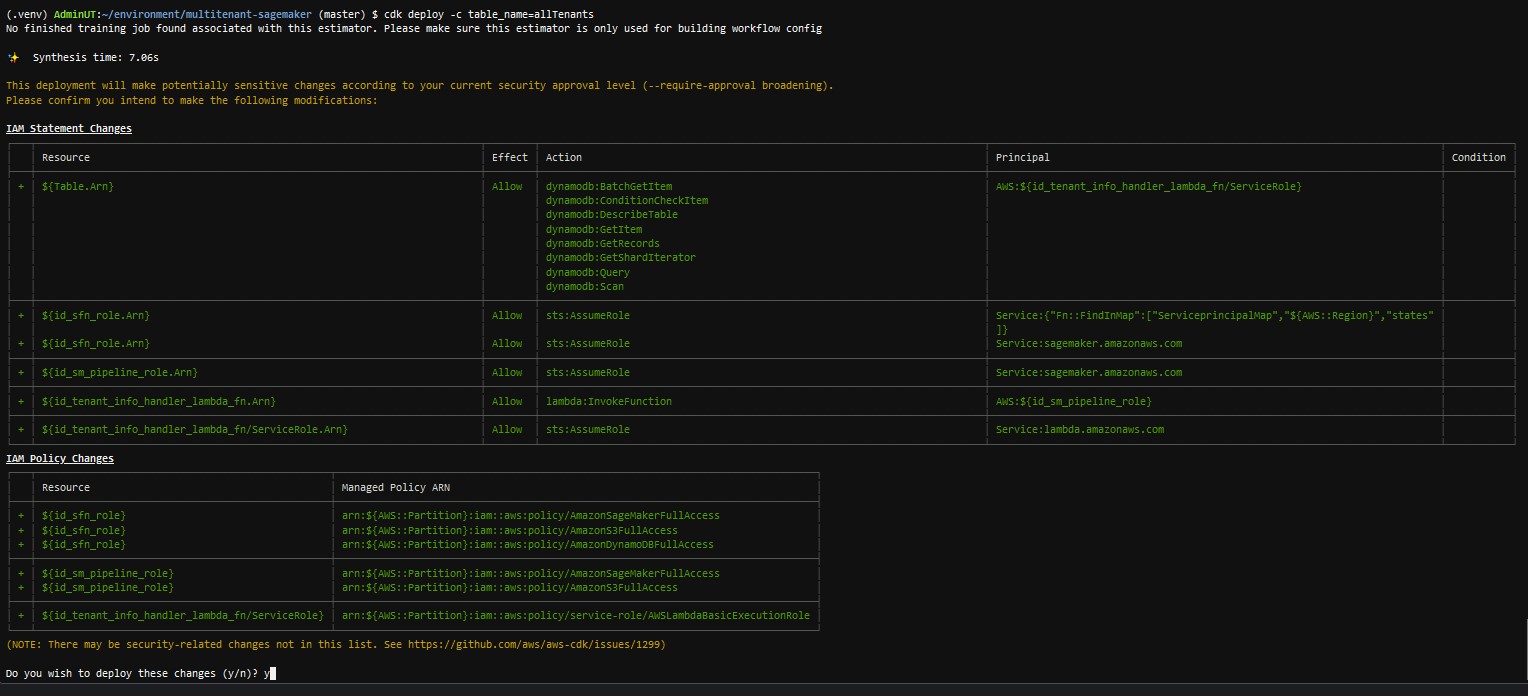 (.venv) AdminUT:~/environment/multitenant-sagemaker (master) $ cdk deploy -c table_name=allTenants
No finished training job found associated with this estimator. Please make sure this estimator is only used for building workflow config
✨ Synthesis time: 7.06s
This deployment will make potentially sensitive changes according to your current security approval level (--require-approval broadening).
Please confirm you intend to make the following modifications:
IAM Statement Changes
Resource Effect Action Principal Condition
+ ${Table.Arn} Allow dynamodb:BatchGetItem AWS:${id_tenant_info_handler_lambda_fn/ServiceRole}
dynamodb:ConditionCheckItem
dynamodb:DescribeTable
dynamodb:GetItem
dynamodb:GetRecords
dynamodb:GetShardIterator
dynamodb:Query
dynamodb:Scan
+ ${id_sfn_role.Arn} Allow sts:AssumeRole Service:{"Fn::FindInMap":["ServiceprincipalMap","${AWS::Region}","states"
]}
+ ${id_sfn_role.Arn} Allow sts:AssumeRole Service:sagemaker.amazonaws.com
+ ${id_sm_pipeline_role.Arn} Allow sts:AssumeRole Service:sagemaker.amazonaws.com
+ ${id_tenant_info_handler_lambda_fn.Arn} Allow lambda:InvokeFunction AWS:${id_sm_pipeline_role}
+ ${id_tenant_info_handler_lambda_fn/ServiceRole.Arn} Allow sts:AssumeRole Service:lambda.amazonaws.com
IAM Policy Changes
Resource Managed Policy ARN
+ ${id_sfn_role} arn:${AWS::Partition}:iam::aws:policy/AmazonSageMakerFullAccess
+ ${id_sfn_role} arn:${AWS::Partition}:iam::aws:policy/AmazonS3FullAccess
+ ${id_sfn_role} arn:${AWS::Partition}:iam::aws:policy/AmazonDynamoDBFullAccess
+ ${id_sm_pipeline_role} arn:${AWS::Partition}:iam::aws:policy/AmazonSageMakerFullAccess
+ ${id_sm_pipeline_role} arn:${AWS::Partition}:iam::aws:policy/AmazonS3FullAccess
+ ${id_tenant_info_handler_lambda_fn/ServiceRole} arn:${AWS::Partition}:iam::aws:policy/service-role/AWSLambdaBasicExecutionRole
(NOTE: There may be security-related changes not in this list. See https://github.com/aws/aws-cdk/issues/1299)
Do you wish to deploy these changes (y/n)? y